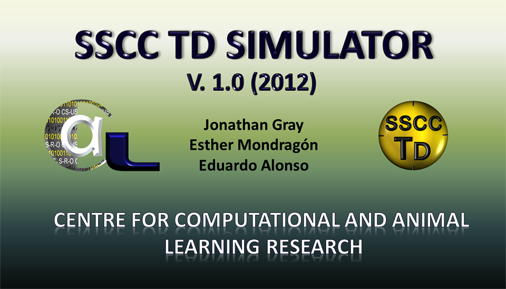 SSCC TD SIMULATOR
V. 1.0 (2012)
Jonathan Gray
Esther Mondragón
Eduardo Alonso
a L
SSCC
TD
CENTRE FOR COMPUTATIONAL AND ANIMAL
LEARNING RESEARCH